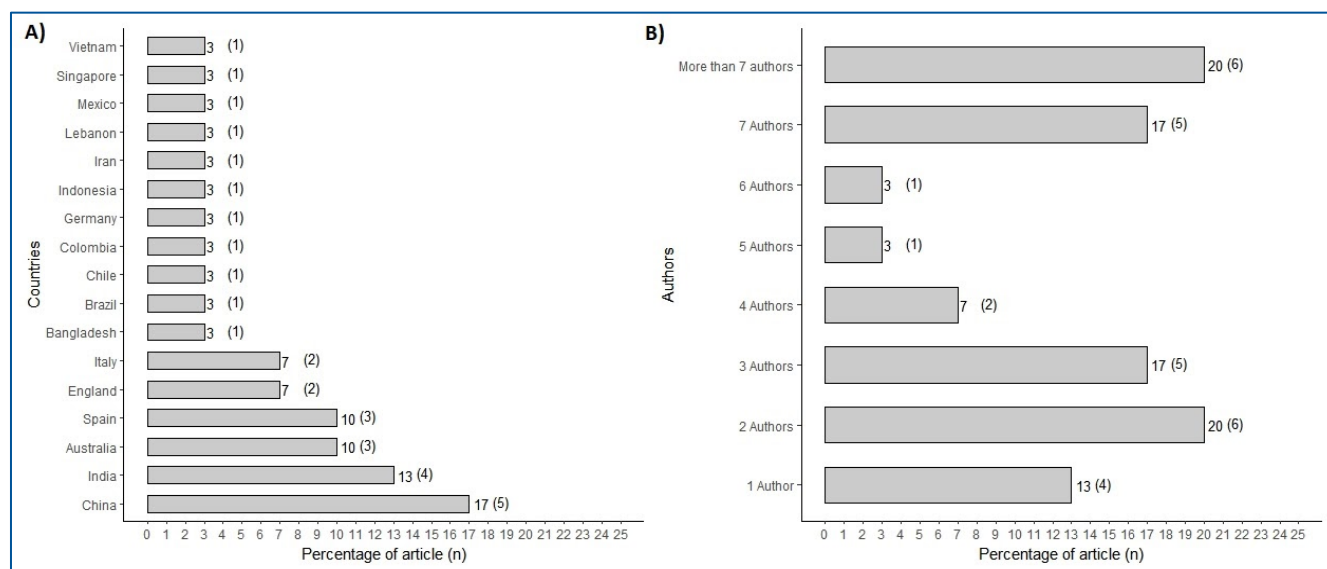 A)
Countries
Vietnam 3 (1)
Singapore 3 (1)
Mexico 3 (1)
Lebanon 3 (1)
Iran 3 (1)
Indonesia 3 (1)
Germany 3 (1)
Colombia 3 (1)
Chile 3 (1)
Brazil 3 (1)
Bangladesh 3 (1)
Italy 7 (2)
England 7 (2)
Spain 10 (3)
Australia 10 (3)
India 13 (4)
China 17 (5)
0 1 2 3 4 5 6 7 8 9 10 11 12 13 14 15 16 17 18 19 20 21 22 23 24 25
Percentage of article (n)
B)
Authors
More than 7 authors 20 (6)
7 Authors 17 (5)
6 Authors 3 (1)
5 Authors 3 (1)
4 Authors 7 (2)
3 Authors 17 (5)
2 Authors 20 (6)
1 Author 13 (4)
0 1 2 3 4 5 6 7 8 9 10 11 12 13 14 15 16 17 18 19 20 21 22 23 24 25
Percentage of article (n)